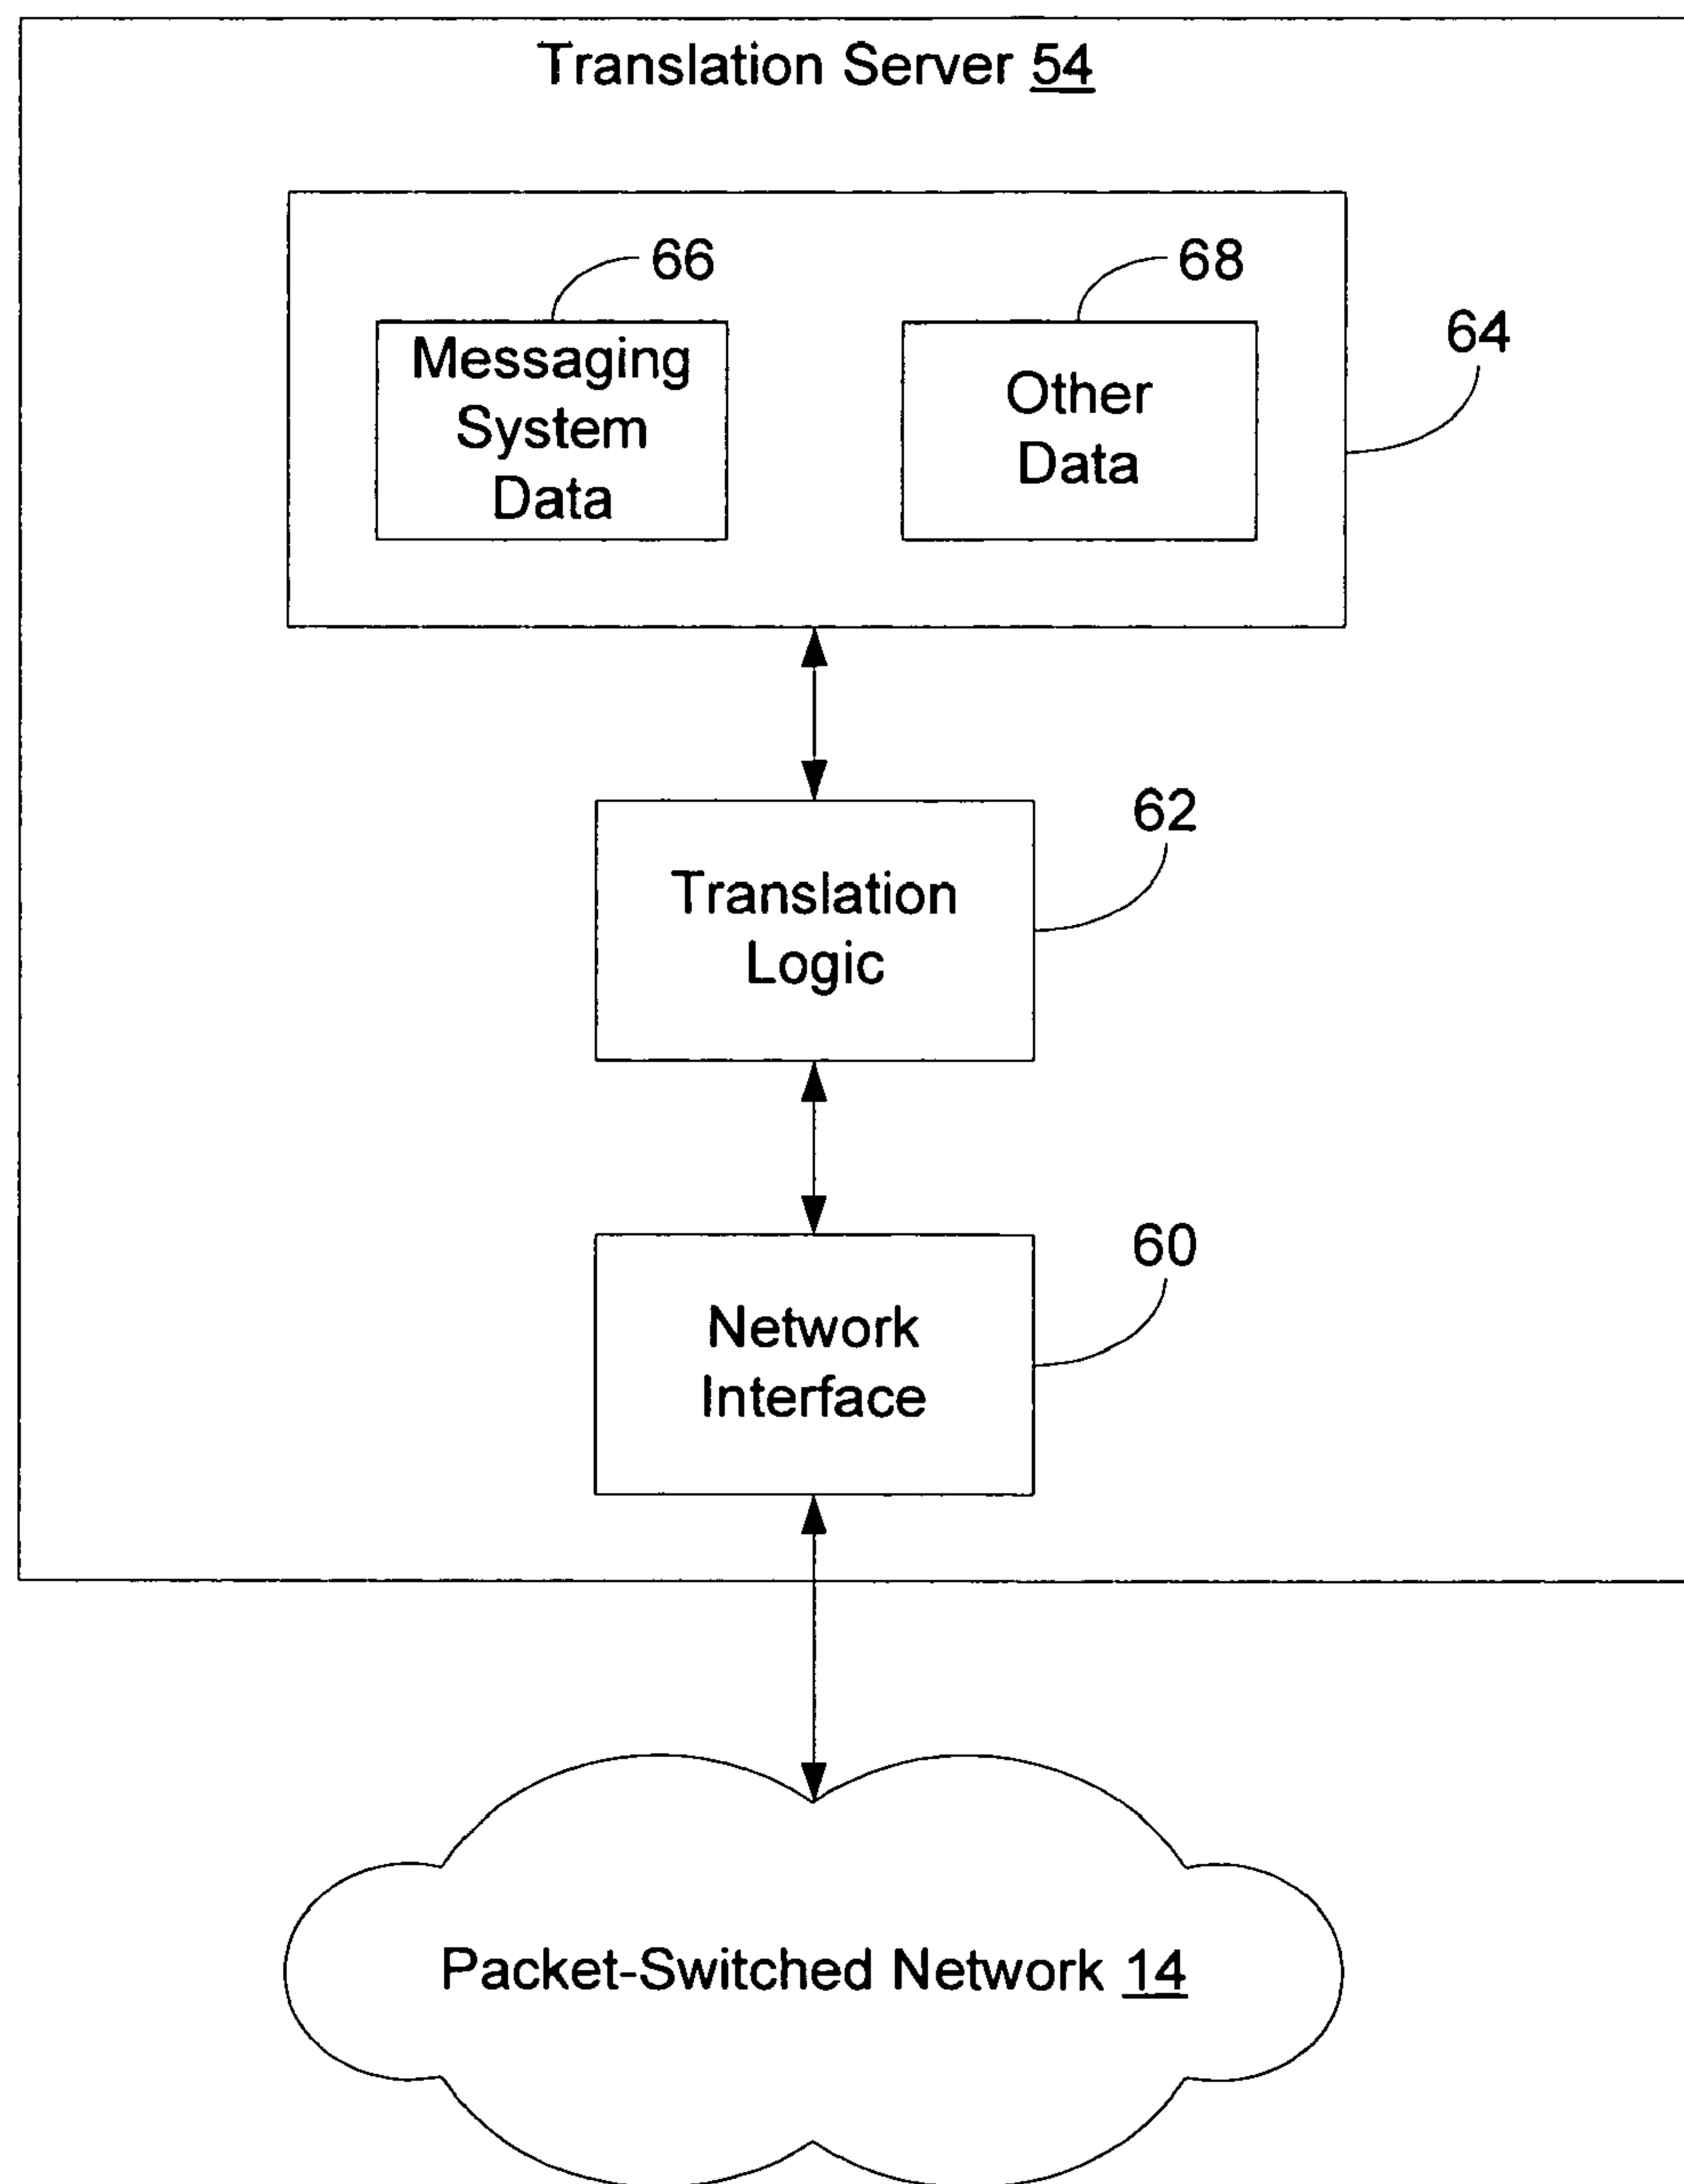 Translation Server 54
66
68
64
Messaging
System
Data
Other
Data
62
Translation
Logic
60
Network
Interface
Packet-Switched Network 14